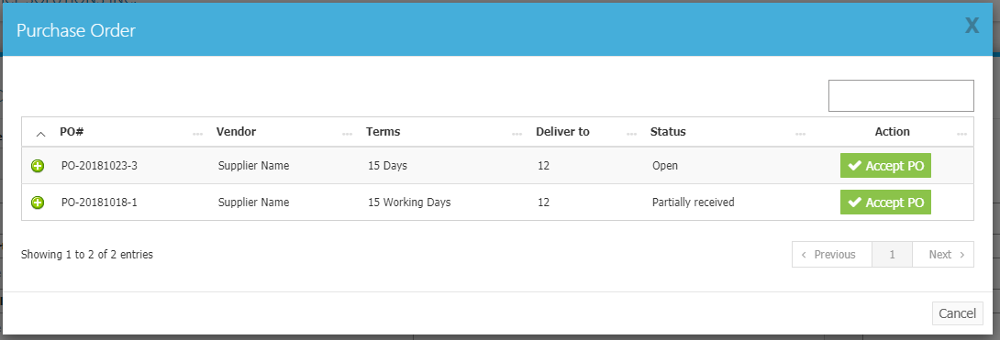 Purchase Order X
PO# Vendor Terms Deliver to Status Action
PO-20181023-3 Supplier Name 15 Days 12 Open Accept PO
PO-20181018-1 Supplier Name 15 Working Days 12 Partially received Accept PO
Showing 1 to 2 of 2 entries Previous 1 Next
Cancel